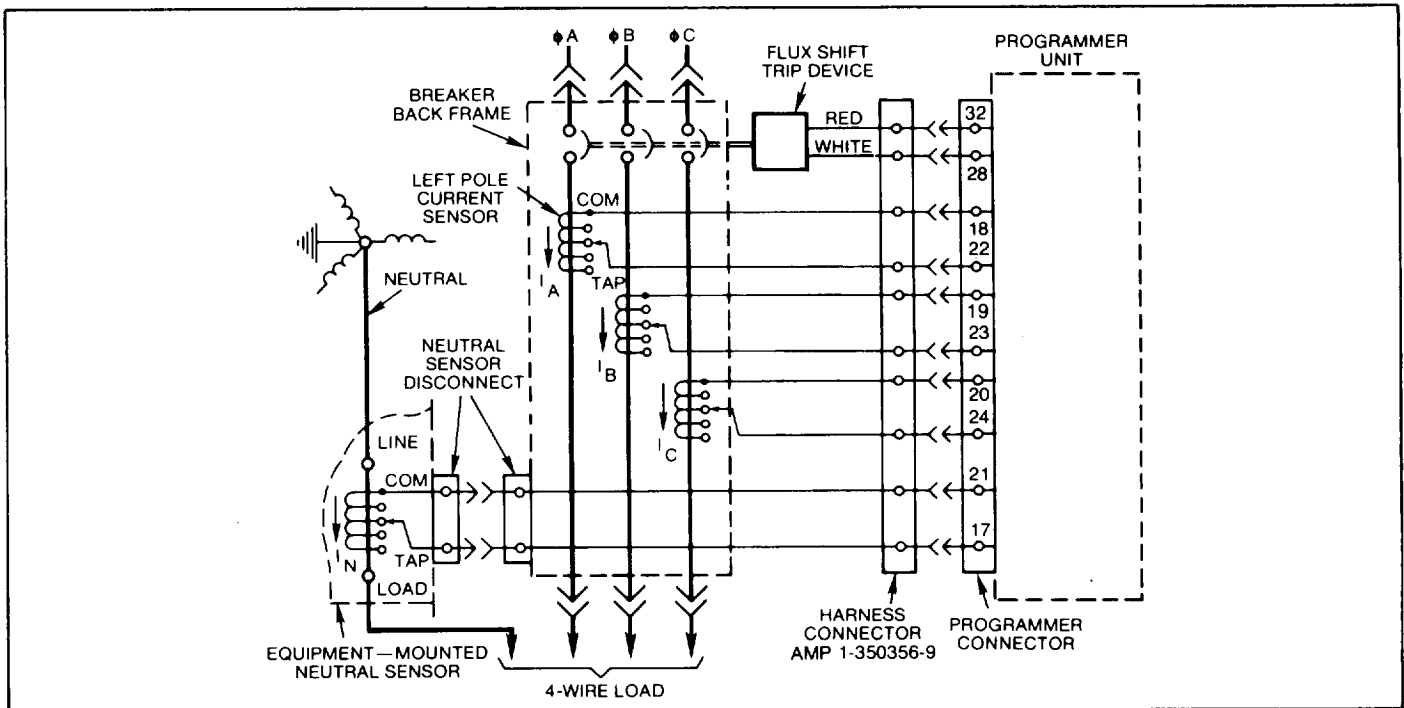 ϕA ϕB ϕC
FLUX SHIFT
TRIP DEVICE
PROGRAMMER
UNIT
BREAKER
BACK FRAME
RED
WHITE
32
28
LEFT POLE
CURRENT
SENSOR
COM
TAP
I A
18
22
NEUTRAL
I B
19
23
NEUTRAL
SENSOR
DISCONNECT
I C
20
24
LINE
COM
TAP
I N
LOAD
21
17
EQUIPMENT—MOUNTED
NEUTRAL SENSOR
4-WIRE LOAD
HARNESS
CONNECTOR
AMP 1-350356-9
PROGRAMMER
CONNECTOR